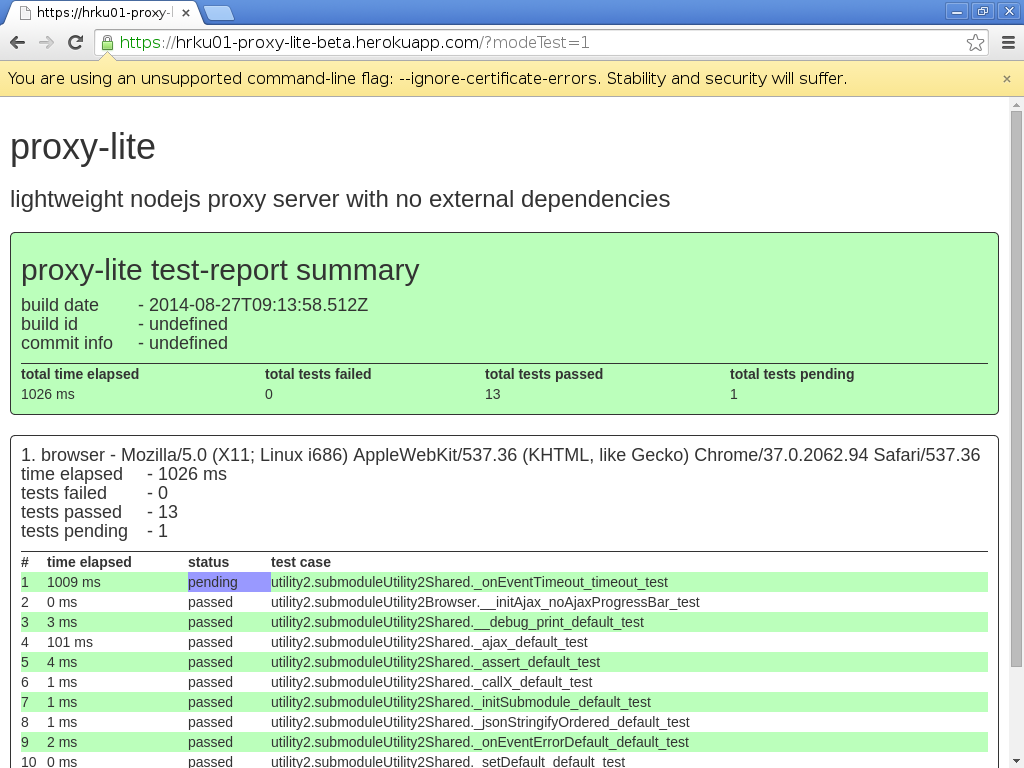 https://hrku01-proxy-l
https://hrku01-proxy-lite-beta.herokuapp.com/?modeTest=1
You are using an unsupported command-line flag: --ignore-certificate-errors. Stability and security will suffer.
proxy-lite
lightweight nodejs proxy server with no external dependencies
proxy-lite test-report summary
build date - 2014-08-27T09:13:58.512Z
build id - undefined
commit info - undefined
total time elapsed total tests failed total tests passed total tests pending
1026 ms 0 13 1
1. browser - Mozilla/5.0 (X11; Linux i686) AppleWebKit/537.36 (KHTML, like Gecko) Chrome/37.0.2062.94 Safari/537.36
time elapsed - 1026 ms
tests failed - 0
tests passed - 13
tests pending - 1
# time elapsed status test case
1 1009 ms pending utility2.submoduleUtility2Shared._onEventTimeout_timeout_test
2 0 ms passed utility2.submoduleUtility2Browser.__initAjax_noAjaxProgressBar_test
3 3 ms passed utility2.submoduleUtility2Shared.__debug_print_default_test
4 101 ms passed utility2.submoduleUtility2Shared._ajax_default_test
5 4 ms passed utility2.submoduleUtility2Shared._assert_default_test
6 1 ms passed utility2.submoduleUtility2Shared._callX_default_test
7 1 ms passed utility2.submoduleUtility2Shared._initSubmodule_default_test
8 1 ms passed utility2.submoduleUtility2Shared._jsonStringifyOrdered_default_test
9 2 ms passed utility2.submoduleUtility2Shared._onEventErrorDefault_default_test
10 0 ms passed utility2.submoduleUtility2Shared._setDefault_default_test